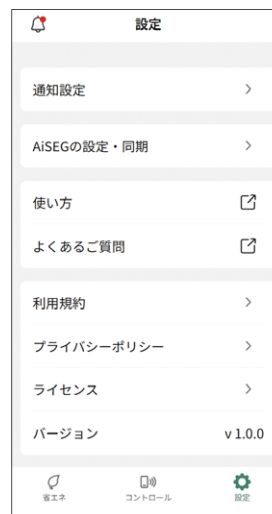 設定
通知設定
AiSEGの設定・同期
使い方
よくあるご質問
利用規約
プライバシーポリシー
ライセンス
バージョン v 1.0.0
省エネ コントロール 設定